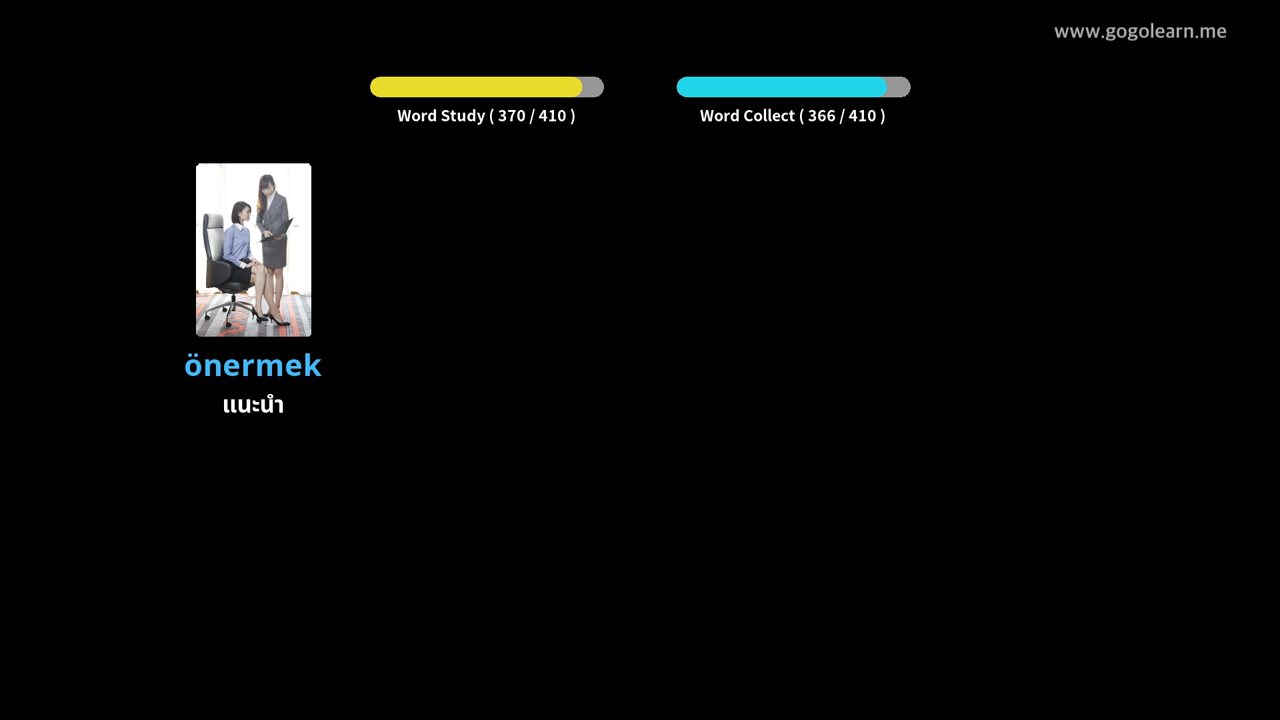 www.gogolearn.me
Word Study ( 370 / 410 )
Word Collect ( 366 / 410 )
önermek
แนะนำ